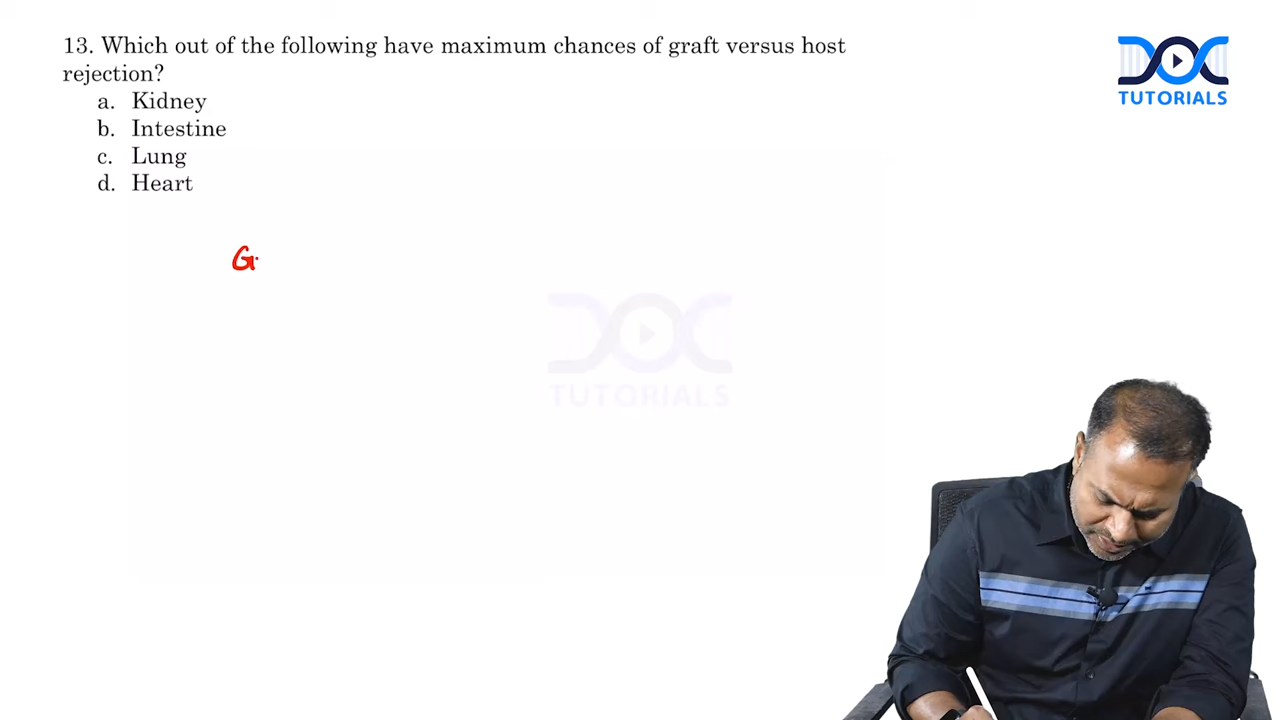 13. Which out of the following have maximum chances of graft versus host
rejection?
a. Kidney
b. Intestine
c. Lung
d. Heart
G
TUTORIALS
TUTORIALS